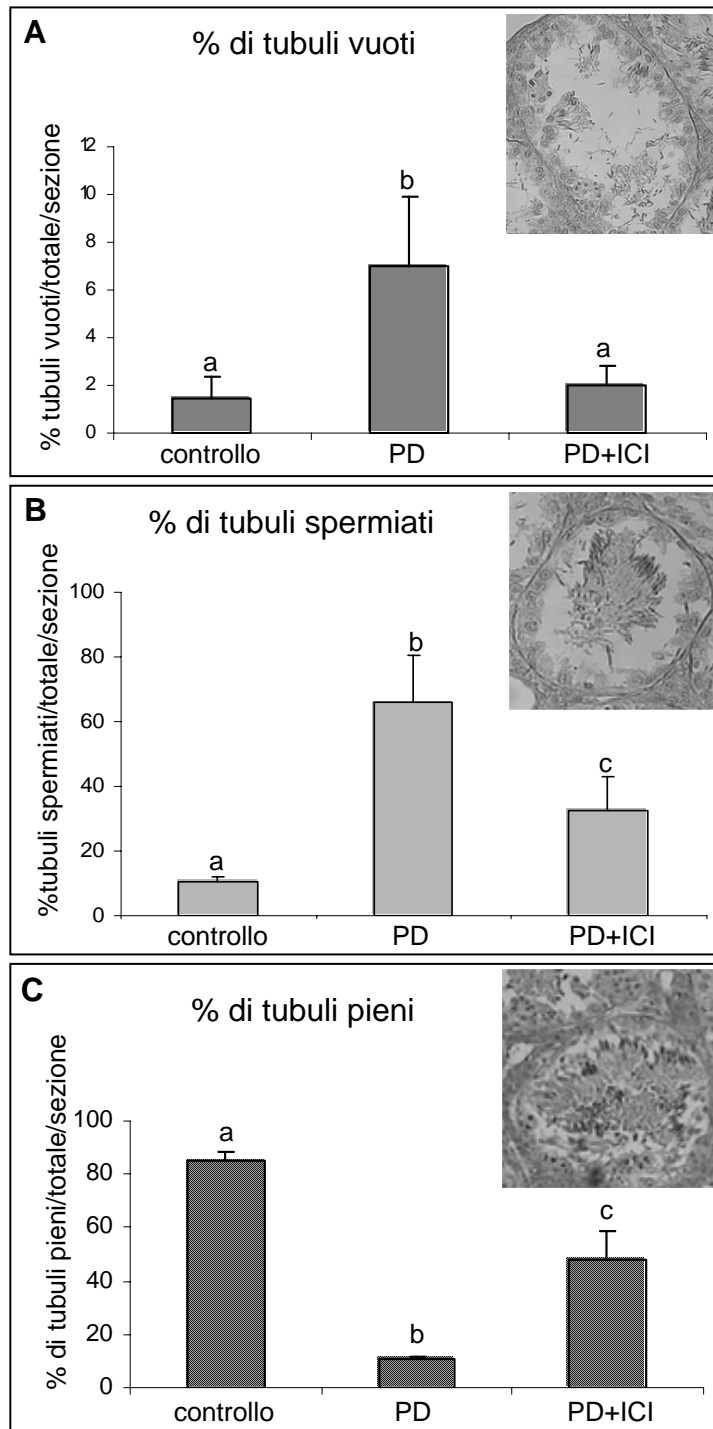 A
% di tubuli vuoti
% tubuli vuoti/totale/sezione
12
10
8
6
4
2
0
a
b
a
controllo
PD
PD+ICI
B
% di tubuli spermiati
%tubuli spermiati/totale/sezione
100
80
60
40
20
0
a
b
c
controllo
PD
PD+ICI
C
% di tubuli pieni
% di tubuli pieni/totale/sezione
100
80
60
40
20
0
a
b
c
controllo
PD
PD+ICI